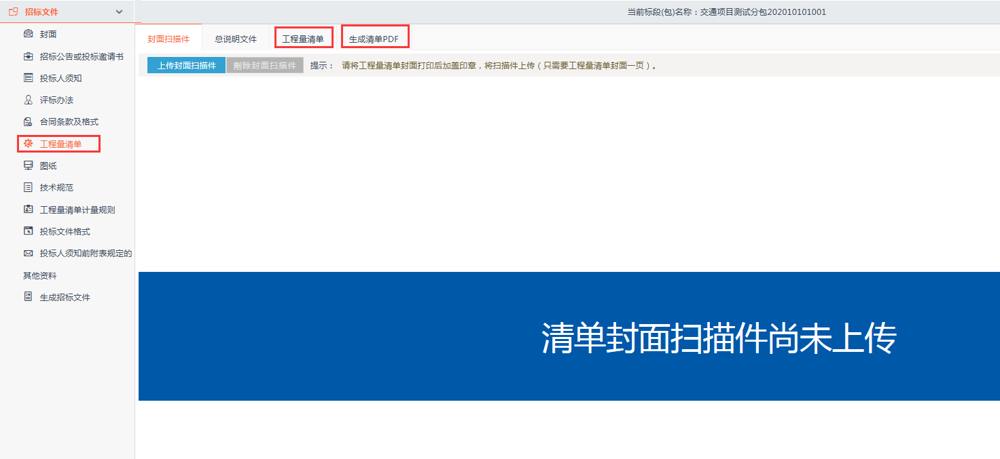 招标文件
当前标段(包)名称：交通项目测试分包202010101001
封面
招标公告或投标邀请书
投标人须知
评标办法
合同条款及格式
工程量清单
图纸
技术规范
工程量清单计量规则
投标文件格式
投标人须知前附表规定的
其他资料
生成招标文件
封面扫描件 总说明文件 工程量清单 生成清单PDF
上传封面扫描件 删除封面扫描件 提示： 请将工程量清单封面打印后加盖印章，将扫描件上传（只需要工程量清单封面一页）。
清单封面扫描件尚未上传